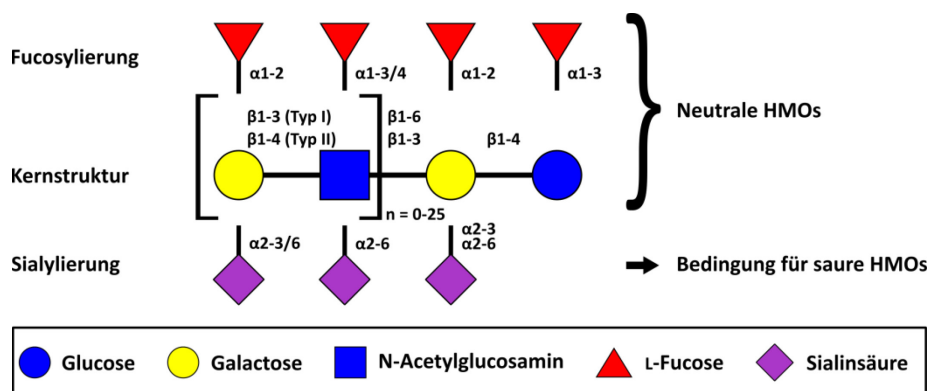 Fucosylierung
α1-2
α1-3/4
α1-2
α1-3
β1-3 (Typ I)
β1-4 (Typ II)
β1-6
β1-3
β1-4
Neutrale HMOs
Kernstruktur
n = 0-25
Sialylierung
α2-3/6
α2-6
α2-3
α2-6
Bedingung für saure HMOs
Glucose
Galactose
N-Acetylglucosamin
L-Fucose
Sialinsäure